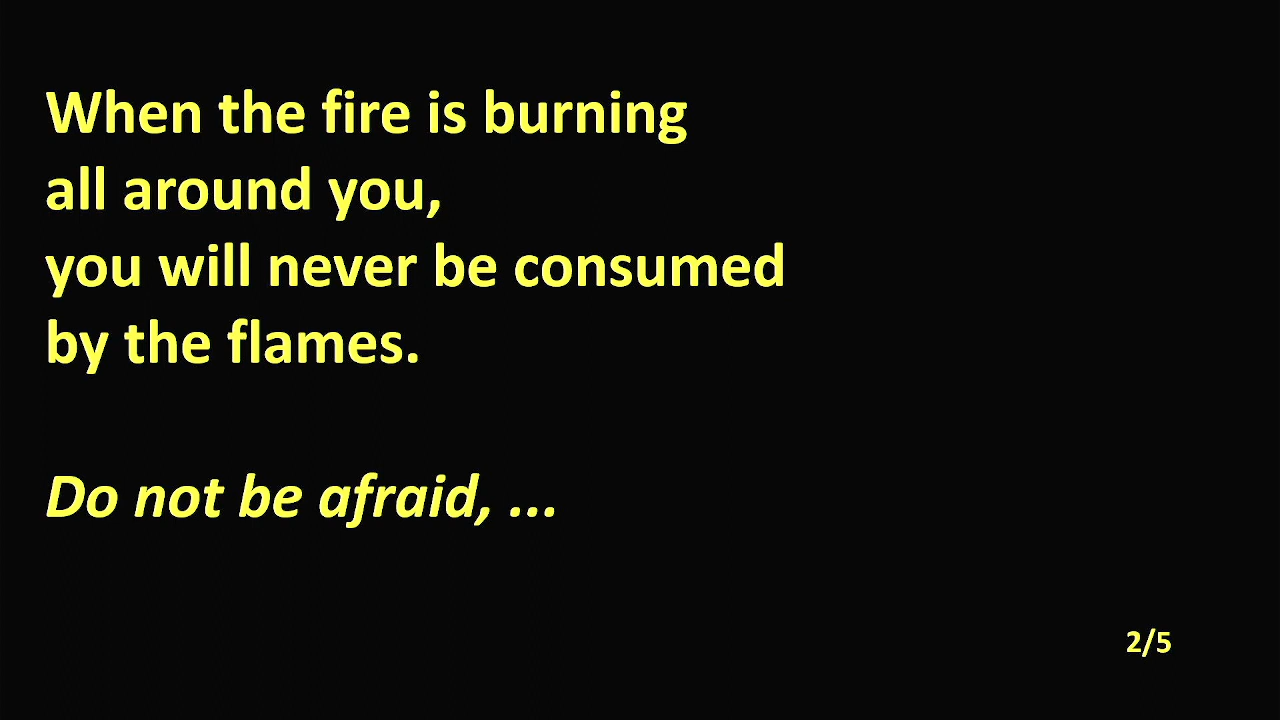 When the fire is burning
all around you,
you will never be consumed
by the flames.
Do not be afraid, ...
2/5